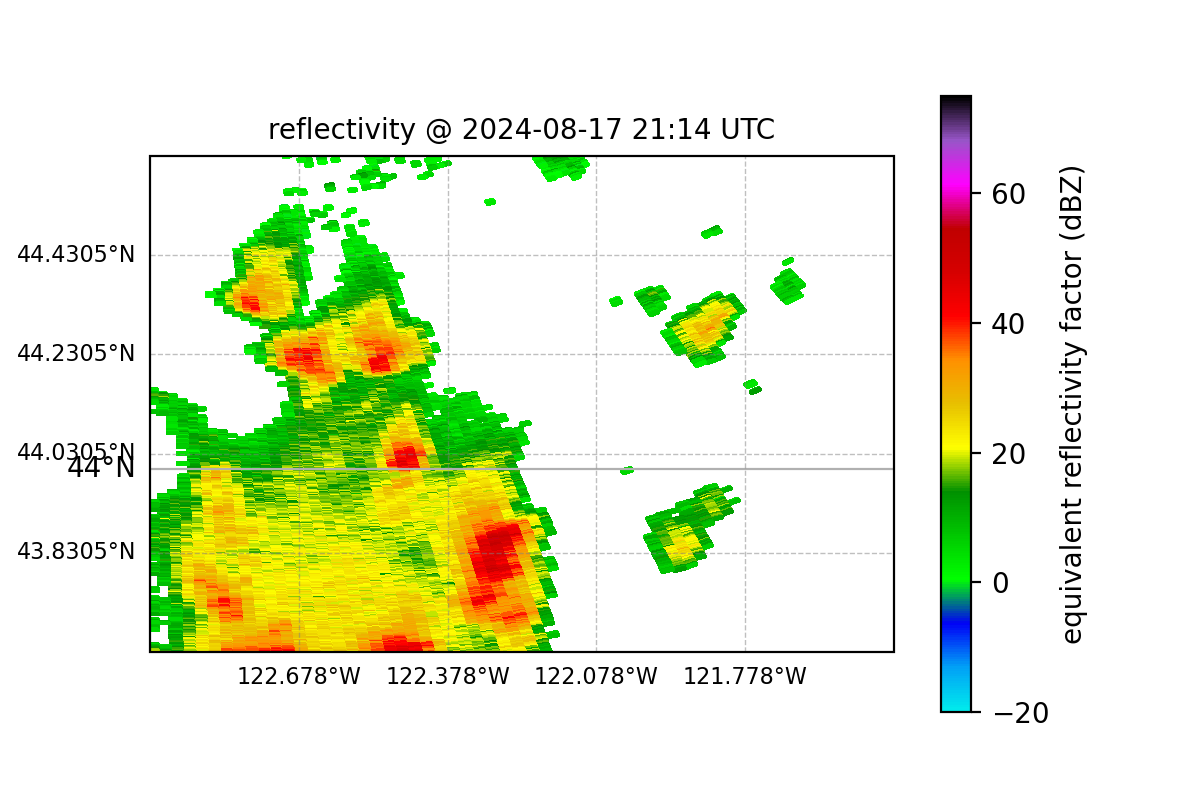 reflectivity @ 2024-08-17 21:14 UTC
44.4305°N
44.2305°N
44.0305°N
44°N
43.8305°N
122.678°W 122.378°W 122.078°W 121.778°W
60
40
20
0
−20
equivalent reflectivity factor (dBZ)